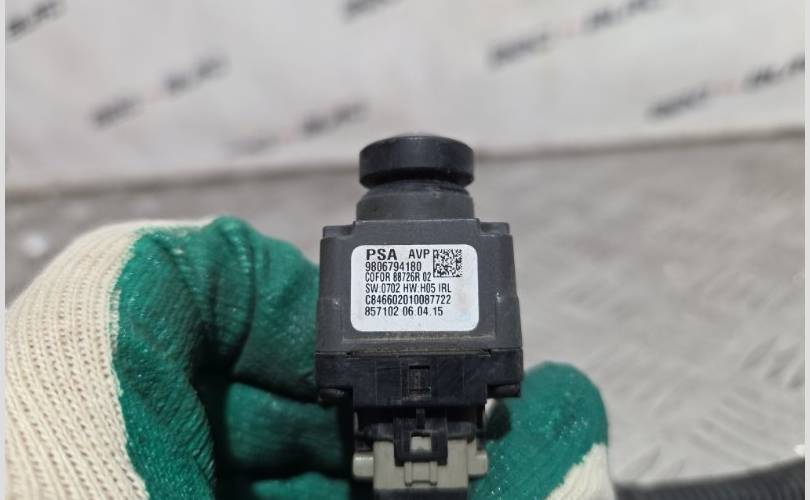 PSA AVP
9806794180
COFOR 88726R 02
SW:0702 HW:H05 IRL
C846602010087722
857102 06.04.15